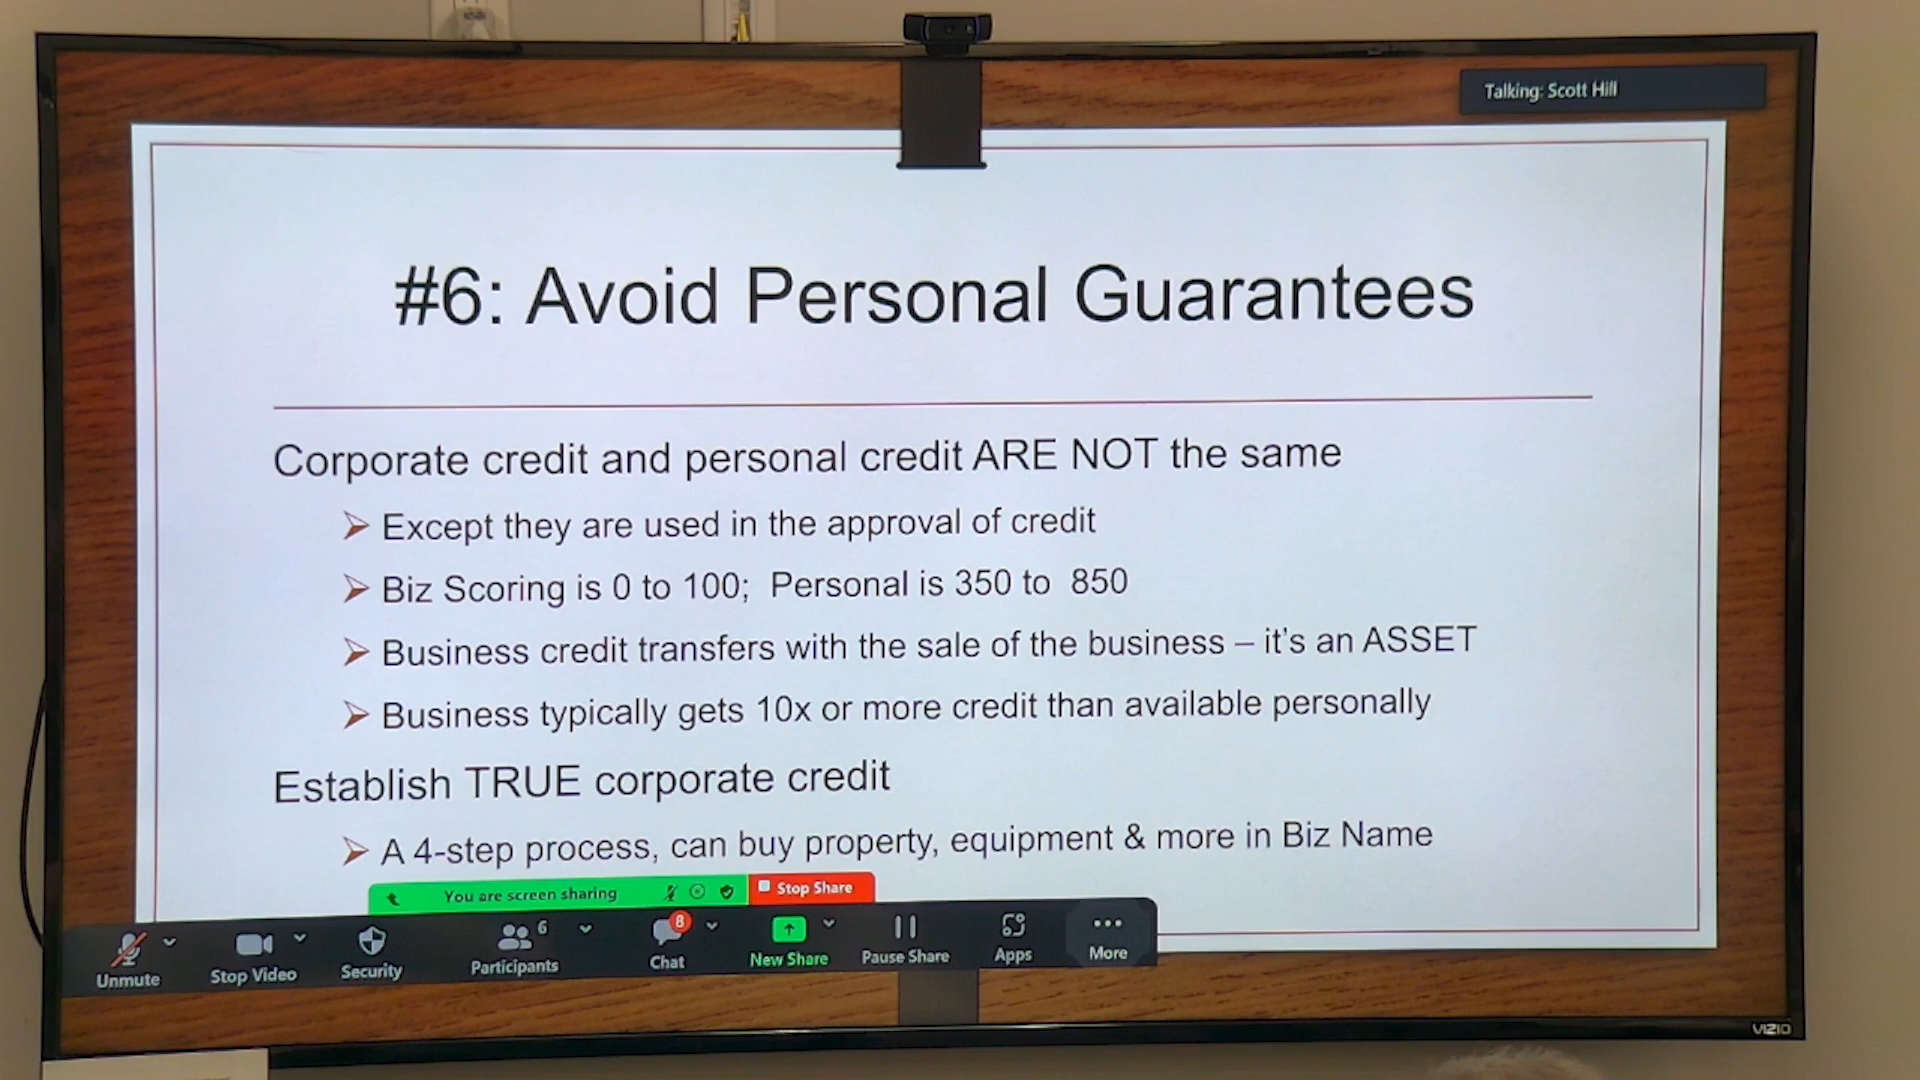 Talking: Scott Hill
#6: Avoid Personal Guarantees
Corporate credit and personal credit ARE NOT the same
Except they are used in the approval of credit
Biz Scoring is 0 to 100; Personal is 350 to 850
Business credit transfers with the sale of the business – it's an ASSET
Business typically gets 10x or more credit than available personally
Establish TRUE corporate credit
A 4-step process, can buy property, equipment & more in Biz Name
You are screen sharing Stop Share
Unmute Stop Video Security Participants 6 Chat 8 New Share Pause Share Apps More
VIZIO